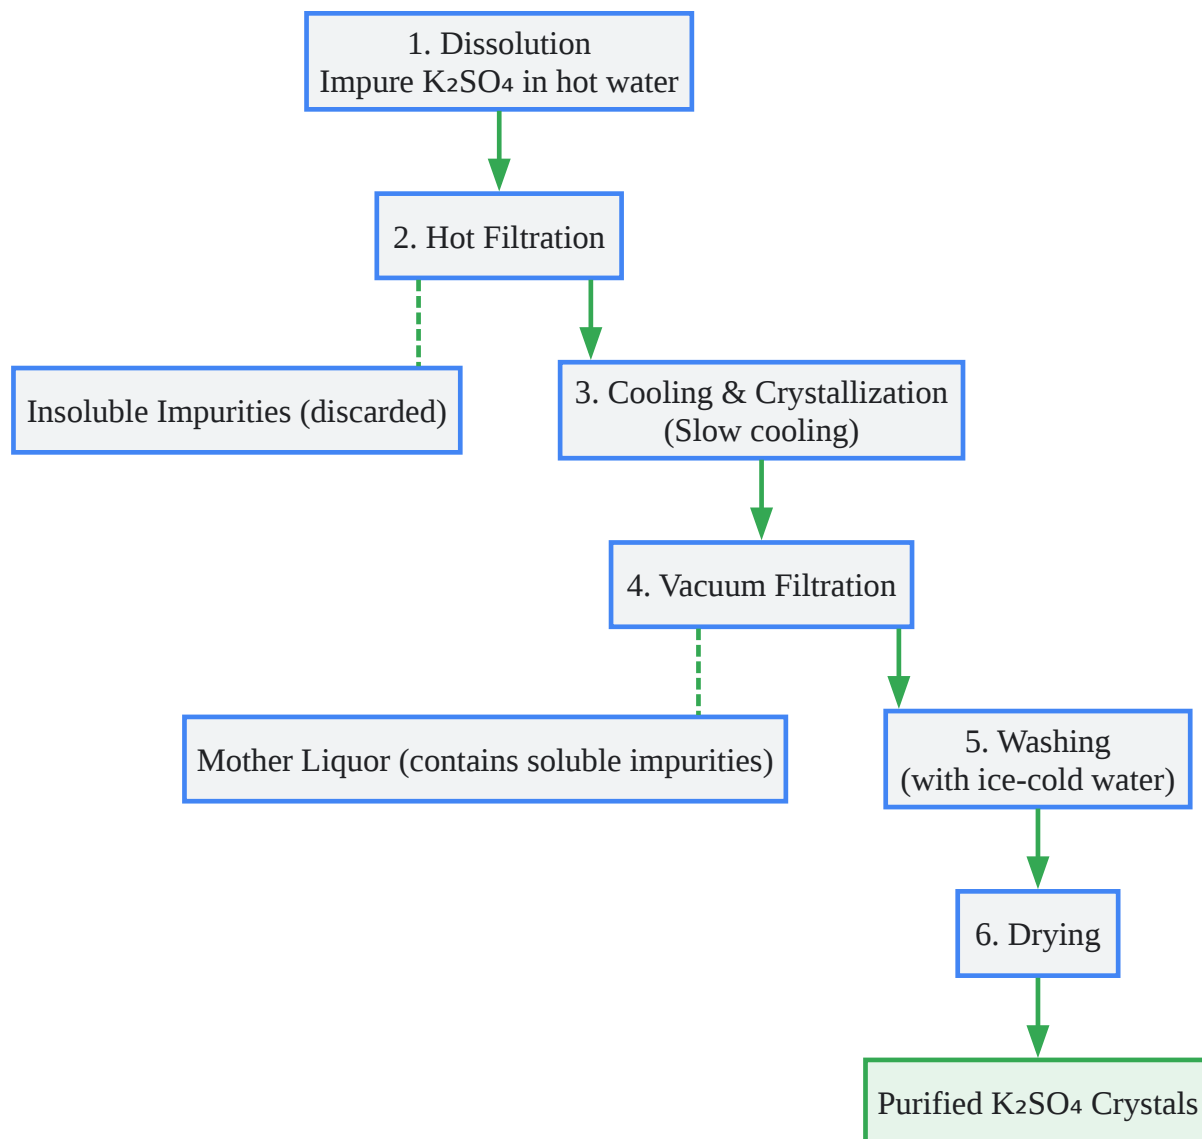 1. Dissolution
Impure K₂SO₄ in hot water
2. Hot Filtration
Insoluble Impurities (discarded)
3. Cooling & Crystallization
(Slow cooling)
4. Vacuum Filtration
Mother Liquor (contains soluble impurities)
5. Washing
(with ice-cold water)
6. Drying
Purified K₂SO₄ Crystals